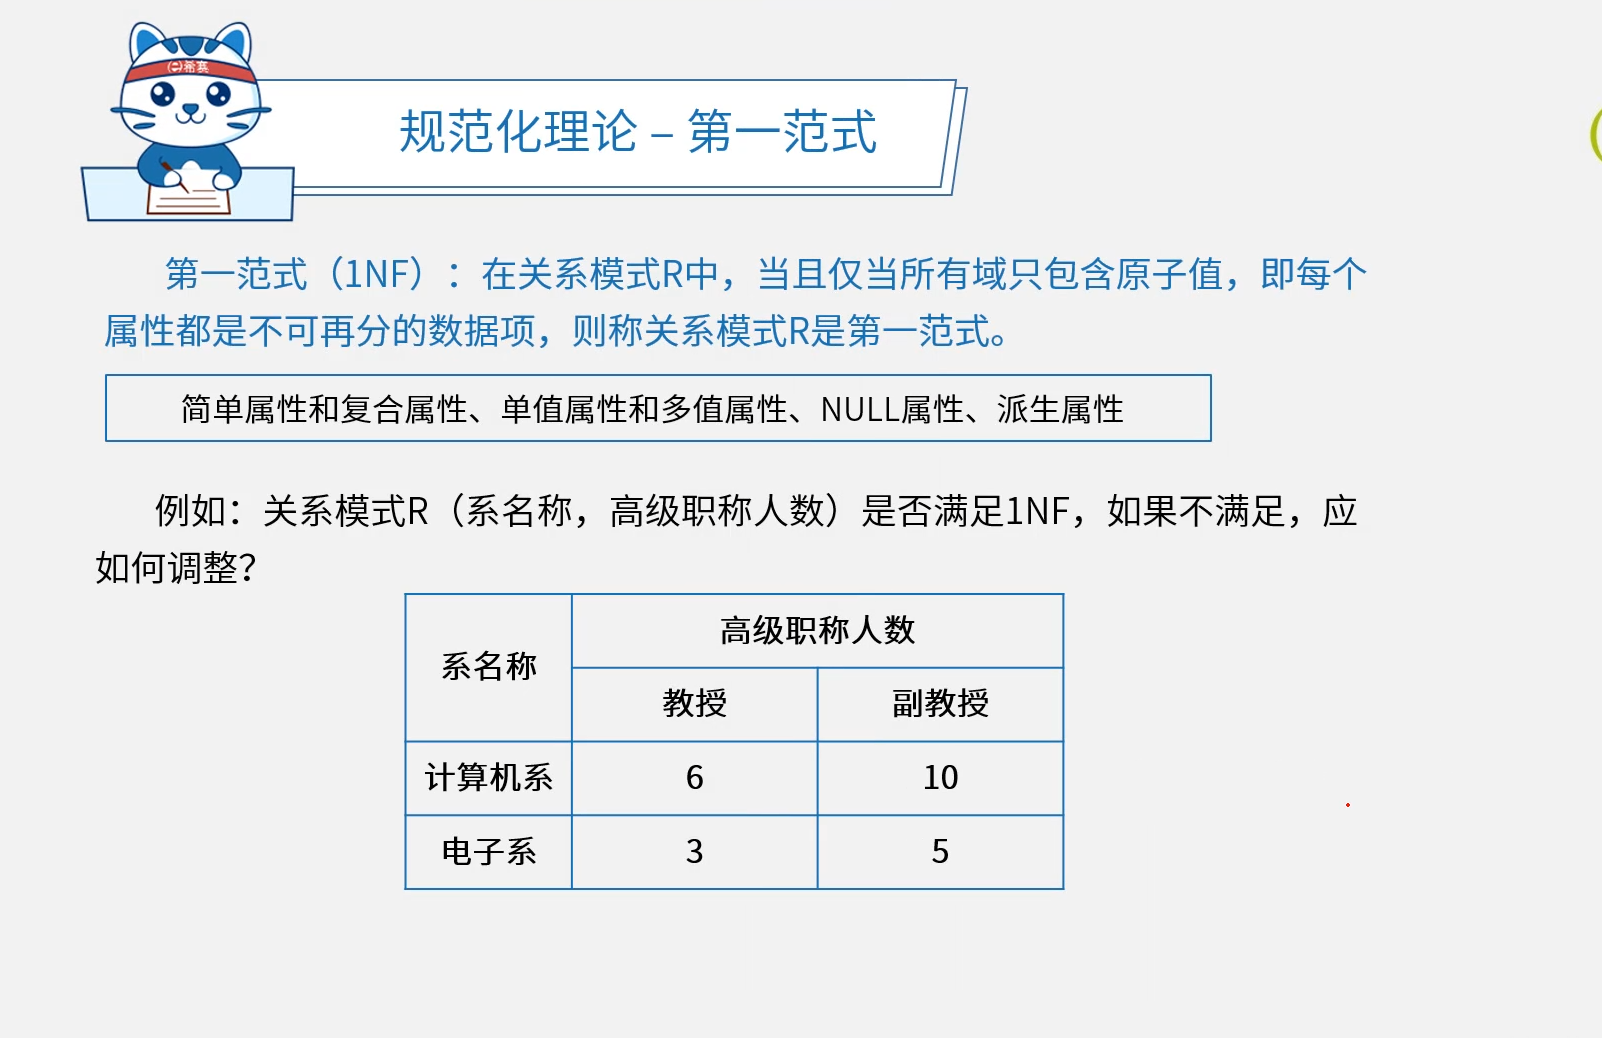 希赛
规范化理论 – 第一范式
第一范式（1NF）：在关系模式R中，当且仅当所有域只包含原子值，即每个
属性都是不可再分的数据项，则称关系模式R是第一范式。
简单属性和复合属性、单值属性和多值属性、NULL属性、派生属性
例如：关系模式R（系名称，高级职称人数）是否满足1NF，如果不满足，应
如何调整？
系名称 高级职称人数
教授 副教授
计算机系 6 10
电子系 3 5